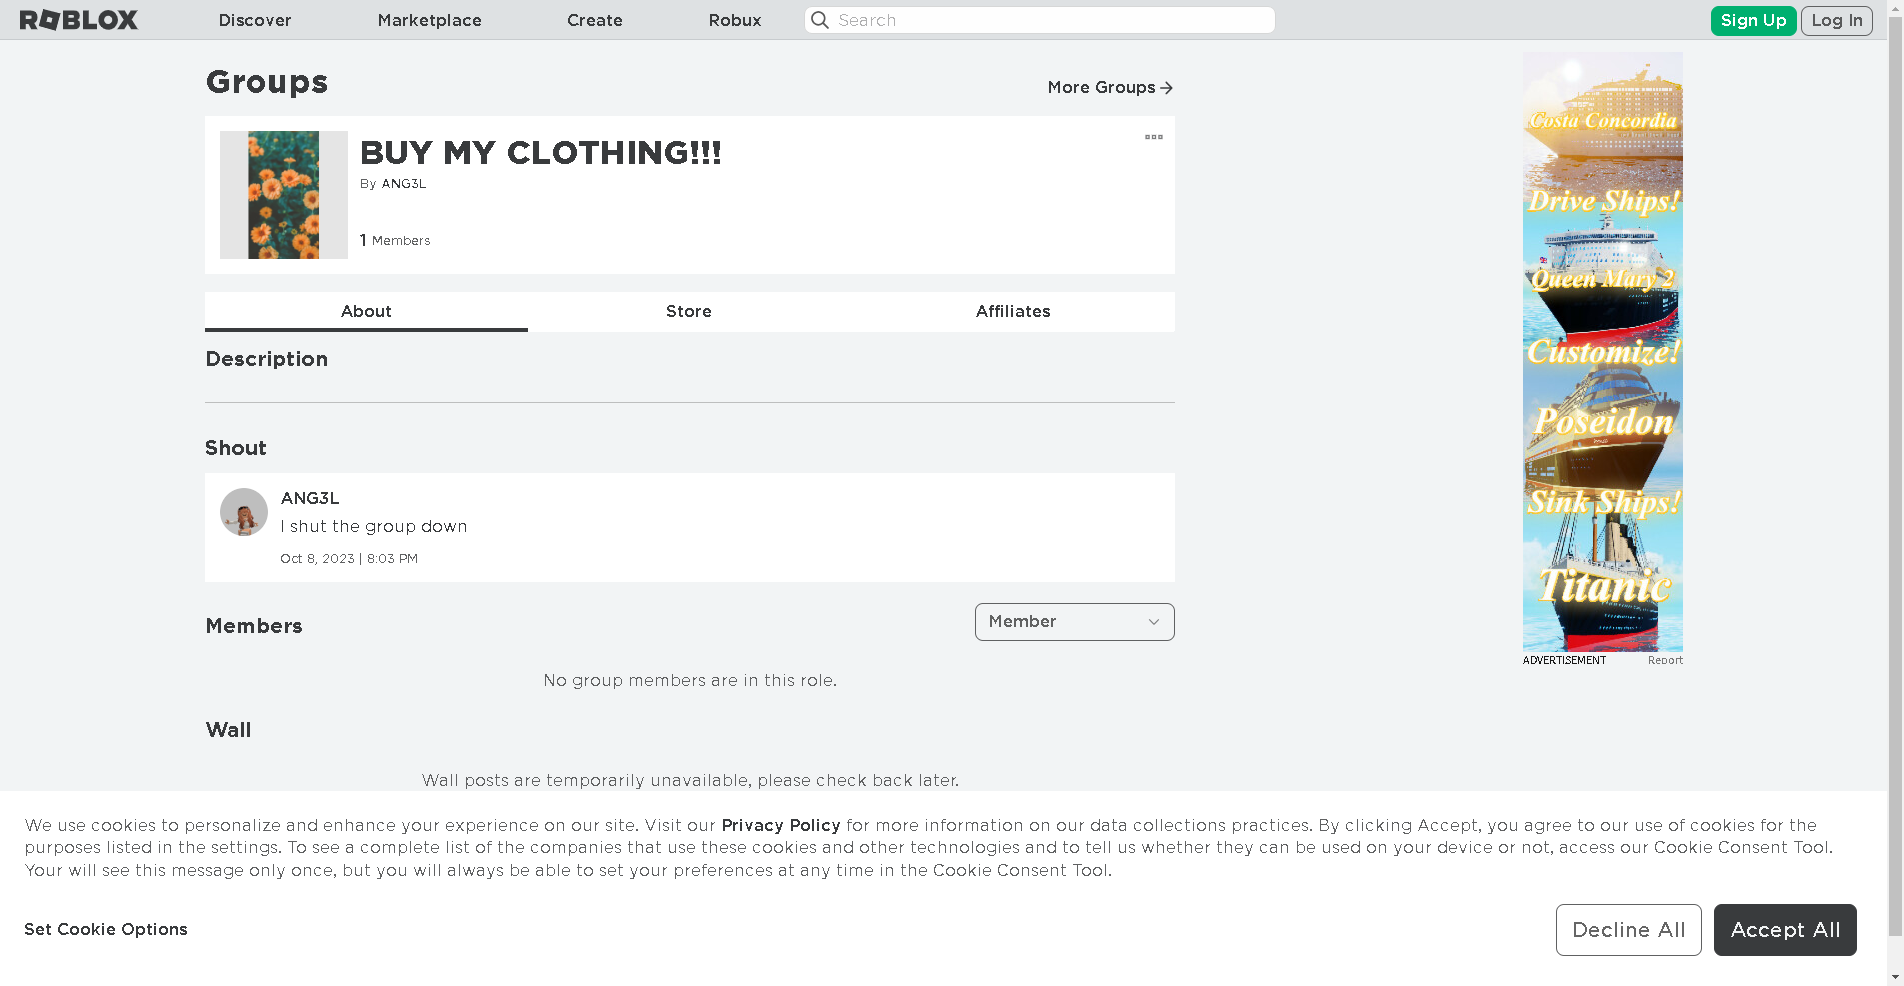 ROBLOX Discover Marketplace Create Robux Search Sign Up Log In
Groups
More Groups
BUY MY CLOTHING!!!
By ANG3L
1 Members
About Store Affiliates
Description
Shout
ANG3L
I shut the group down
Oct 8, 2023 | 8:03 PM
Members
Member
No group members are in this role.
Wall
Wall posts are temporarily unavailable, please check back later.
Costa Concordia
Drive Ships!
Queen Mary 2
Customize!
Poseidon
Sink Ships!
Titanic
ADVERTISEMENT Report
We use cookies to personalize and enhance your experience on our site. Visit our Privacy Policy for more information on our data collections practices. By clicking Accept, you agree to our use of cookies for the
purposes listed in the settings. To see a complete list of the companies that use these cookies and other technologies and to tell us whether they can be used on your device or not, access our Cookie Consent Tool.
Your will see this message only once, but you will always be able to set your preferences at any time in the Cookie Consent Tool.
Set Cookie Options
Decline All Accept All